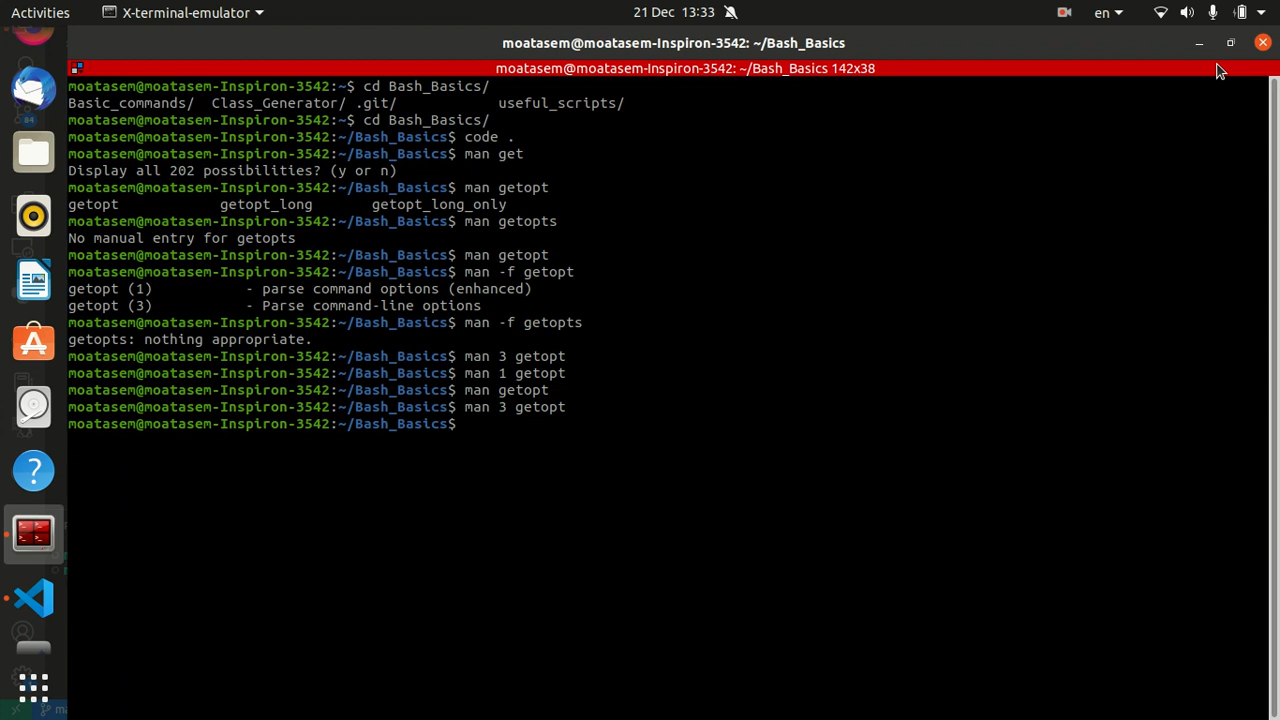 Activities X-terminal-emulator 21 Dec 13:33 en
moatasem@moatasem-Inspiron-3542: ~/Bash_Basics
moatasem@moatasem-Inspiron-3542: ~/Bash_Basics 142x38
moatasem@moatasem-Inspiron-3542:~$ cd Bash_Basics/
Basic_commands/ Class_Generator/ .git/ useful_scripts/
moatasem@moatasem-Inspiron-3542:~$ cd Bash_Basics/
moatasem@moatasem-Inspiron-3542:~/Bash_Basics$ code .
moatasem@moatasem-Inspiron-3542:~/Bash_Basics$ man get
Display all 202 possibilities? (y or n)
moatasem@moatasem-Inspiron-3542:~/Bash_Basics$ man getopt
getopt getopt_long getopt_long_only
moatasem@moatasem-Inspiron-3542:~/Bash_Basics$ man getopts
No manual entry for getopts
moatasem@moatasem-Inspiron-3542:~/Bash_Basics$ man getopt
moatasem@moatasem-Inspiron-3542:~/Bash_Basics$ man -f getopt
getopt (1) - parse command options (enhanced)
getopt (3) - Parse command-line options
moatasem@moatasem-Inspiron-3542:~/Bash_Basics$ man -f getopts
getopts: nothing appropriate.
moatasem@moatasem-Inspiron-3542:~/Bash_Basics$ man 3 getopt
moatasem@moatasem-Inspiron-3542:~/Bash_Basics$ man 1 getopt
moatasem@moatasem-Inspiron-3542:~/Bash_Basics$ man getopt
moatasem@moatasem-Inspiron-3542:~/Bash_Basics$ man 3 getopt
moatasem@moatasem-Inspiron-3542:~/Bash_Basics$